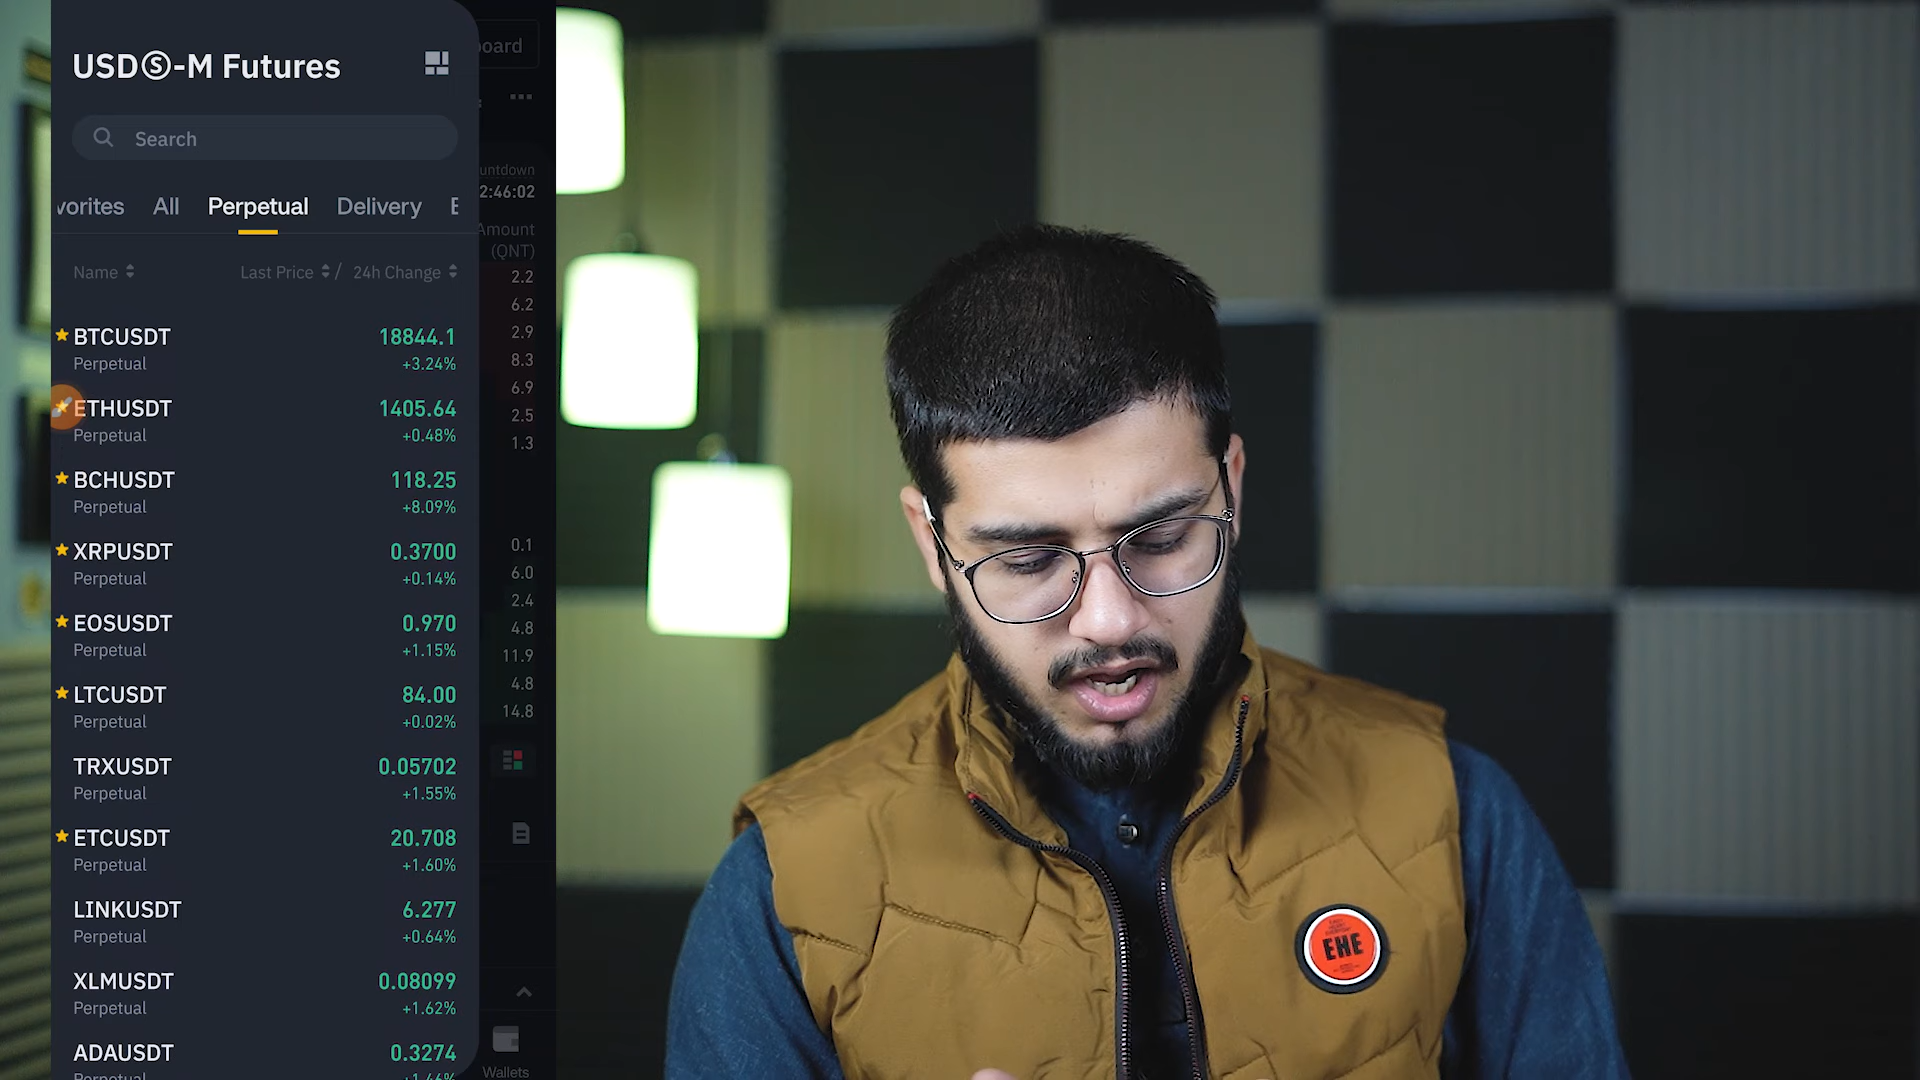 USDⓈ-M Futures
Search
vorites All Perpetual Delivery
Name Last Price / 24h Change
BTCUSDT 18844.1
Perpetual +3.24%
ETHUSDT 1405.64
Perpetual +0.48%
BCHUSDT 118.25
Perpetual +8.09%
XRPUSDT 0.3700
Perpetual +0.14%
EOSUSDT 0.970
Perpetual +1.15%
LTCUSDT 84.00
Perpetual +0.02%
TRXUSDT 0.05702
Perpetual +1.55%
ETCUSDT 20.708
Perpetual +1.60%
LINKUSDT 6.277
Perpetual +0.64%
XLMUSDT 0.08099
Perpetual +1.62%
ADAUSDT 0.3274
Perpetual +1.46%
oard
untdown
2:46:02
Amount
(QNT)
2.2
6.2
2.9
8.3
6.9
2.5
1.3
0.1
6.0
2.4
4.8
11.9
4.8
14.8
Wallets
EHE